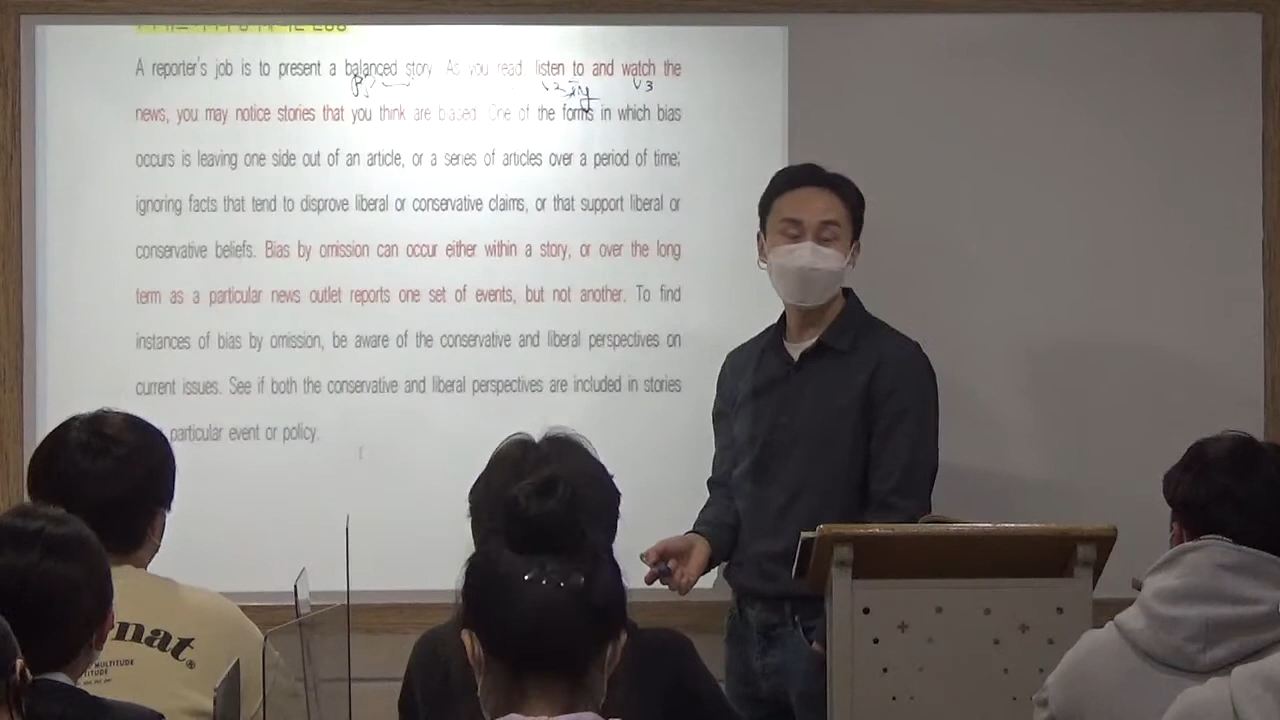 A reporter's job is to present a balanced story. As you read, listen to and watch the
P.P V2 V3
news, you may notice stories that you think are biased. One of the forms in which bias
occurs is leaving one side out of an article, or a series of articles over a period of time;
ignoring facts that tend to disprove liberal or conservative claims, or that support liberal or
conservative beliefs. Bias by omission can occur either within a story, or over the long
term as a particular news outlet reports one set of events, but not another. To find
instances of bias by omission, be aware of the conservative and liberal perspectives on
current issues. See if both the conservative and liberal perspectives are included in stories
particular event or policy.
nat®
MULTITUDE
TITUDE